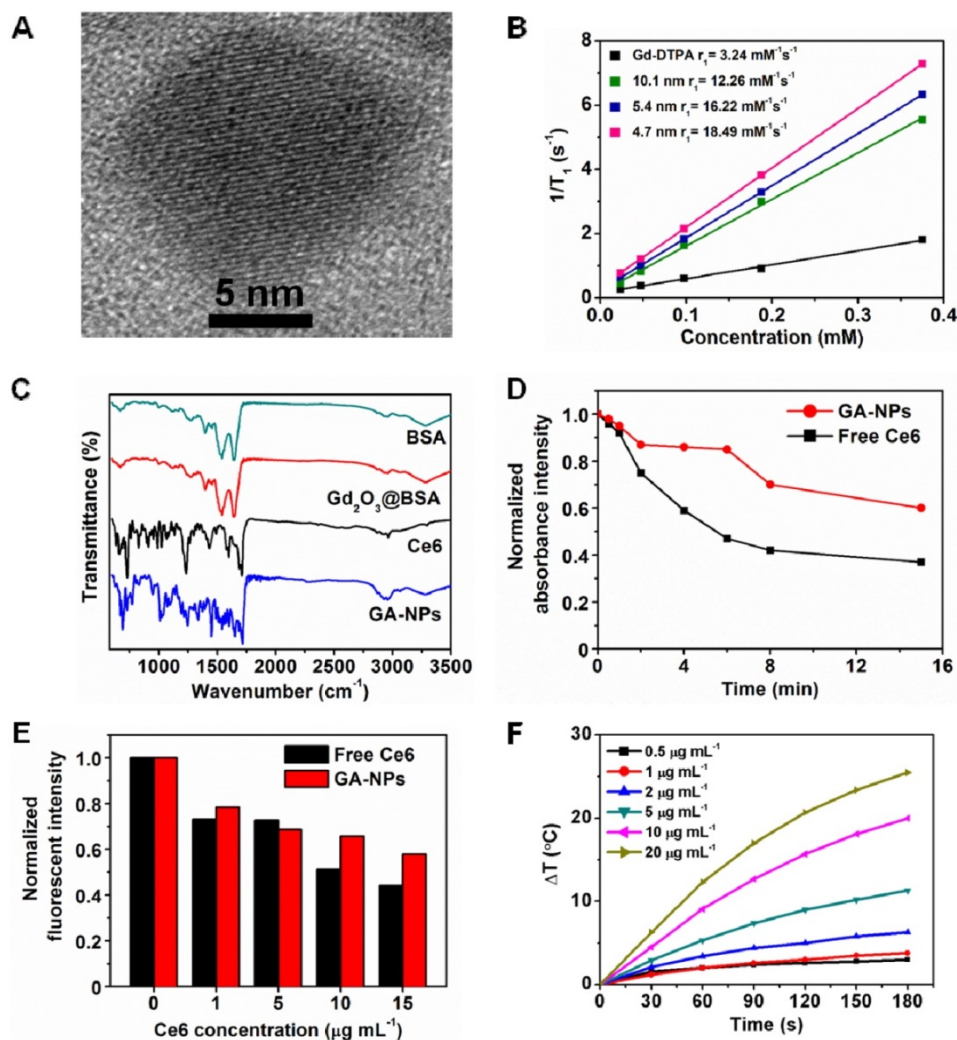 A
5 nm
B
Gd-DTPA r₁= 3.24 mM⁻¹s⁻¹
10.1 nm r₁= 12.26 mM⁻¹s⁻¹
5.4 nm r₁= 16.22 mM⁻¹s⁻¹
4.7 nm r₁= 18.49 mM⁻¹s⁻¹
8
6
4
2
0
1/T₁ (s⁻¹)
0.0 0.1 0.2 0.3 0.4
Concentration (mM)
C
Transmittance (%)
BSA
Gd₂O₃@BSA
Ce6
GA-NPs
1000 1500 2000 2500 3000 3500
Wavenumber (cm⁻¹)
D
GA-NPs
Free Ce6
Normalized
absorbance intensity
1.0
0.8
0.6
0.4
0.2
0
0 4 8 12 16
Time (min)
E
Free Ce6
GA-NPs
Normalized
fluorescent intensity
1.0
0.8
0.6
0.4
0.2
0
0 1 5 10 15
Ce6 concentration (μg mL⁻¹)
F
0.5 μg mL⁻¹
1 μg mL⁻¹
2 μg mL⁻¹
5 μg mL⁻¹
10 μg mL⁻¹
20 μg mL⁻¹
30
20
10
0
ΔT (°C)
0 30 60 90 120 150 180
Time (s)